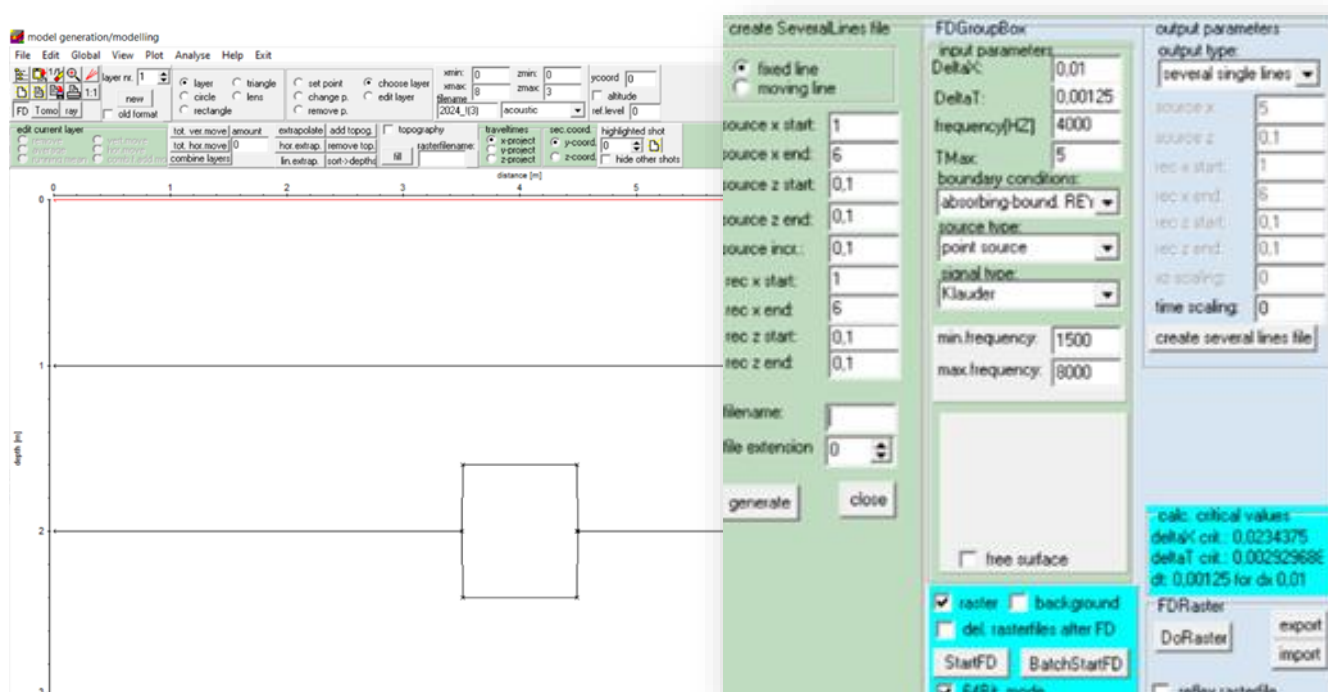 model generation/modelling
File Edit Global View Plot Analyse Help Exit
layer nr. 1
new
old format
FD Tomo ray
1:1
layer triangle
circle lens
rectangle
set point choose layer
change p. edit layer
remove p.
xmin: 0 zmin: 0
xmax: 8 zmax: 3
filename
2024_1(3) acoustic
ycoord 0
altitude
ref.level 0
edit current layer
tot. ver.move amount
tot. hor.move 0
combine layers
extrapolate add topog.
hor.extrap. remove top.
lin.extrap. sort->depths
topography
rasterfilename:
fill
traveltimes
x-project
y-project
z-project
sec.coord.
y-coord.
z-coord.
highlighted shot
0
hide other shots
distance [m]
0 1 2 3 4 5
0
1
2
3
depth [m]
create SeveralLines file
fixed line
moving line
source x start: 1
source x end: 6
source z start: 0,1
source z end: 0,1
source incr.: 0,1
rec x start: 1
rec x end: 6
rec z start: 0,1
rec z end: 0,1
filename:
file extension 0
generate close
FDGroupBox
input parameters
DeltaX: 0,01
DeltaT: 0,00125
frequency[HZ] 4000
TMax: 5
boundary conditions:
absorbing-bound. REY
source type:
point source
signal type:
Klauder
min.frequency: 1500
max.frequency: 8000
free surface
raster background
del. rasterfiles after FD
StartFD BatchStartFD
64Bit mode
output parameters
output type:
several single lines
source x 5
source z 0,1
rec x start: 1
rec x end: 6
rec z start: 0,1
rec z end: 0,1
xz scaling: 0
time scaling: 0
create several lines file
calc. critical values
deltaX crit.: 0,0234375
deltaT crit.: 0,00292968
dt: 0,00125 for dx 0,01
FDRaster
DoRaster
export
import
reflex rasterfile